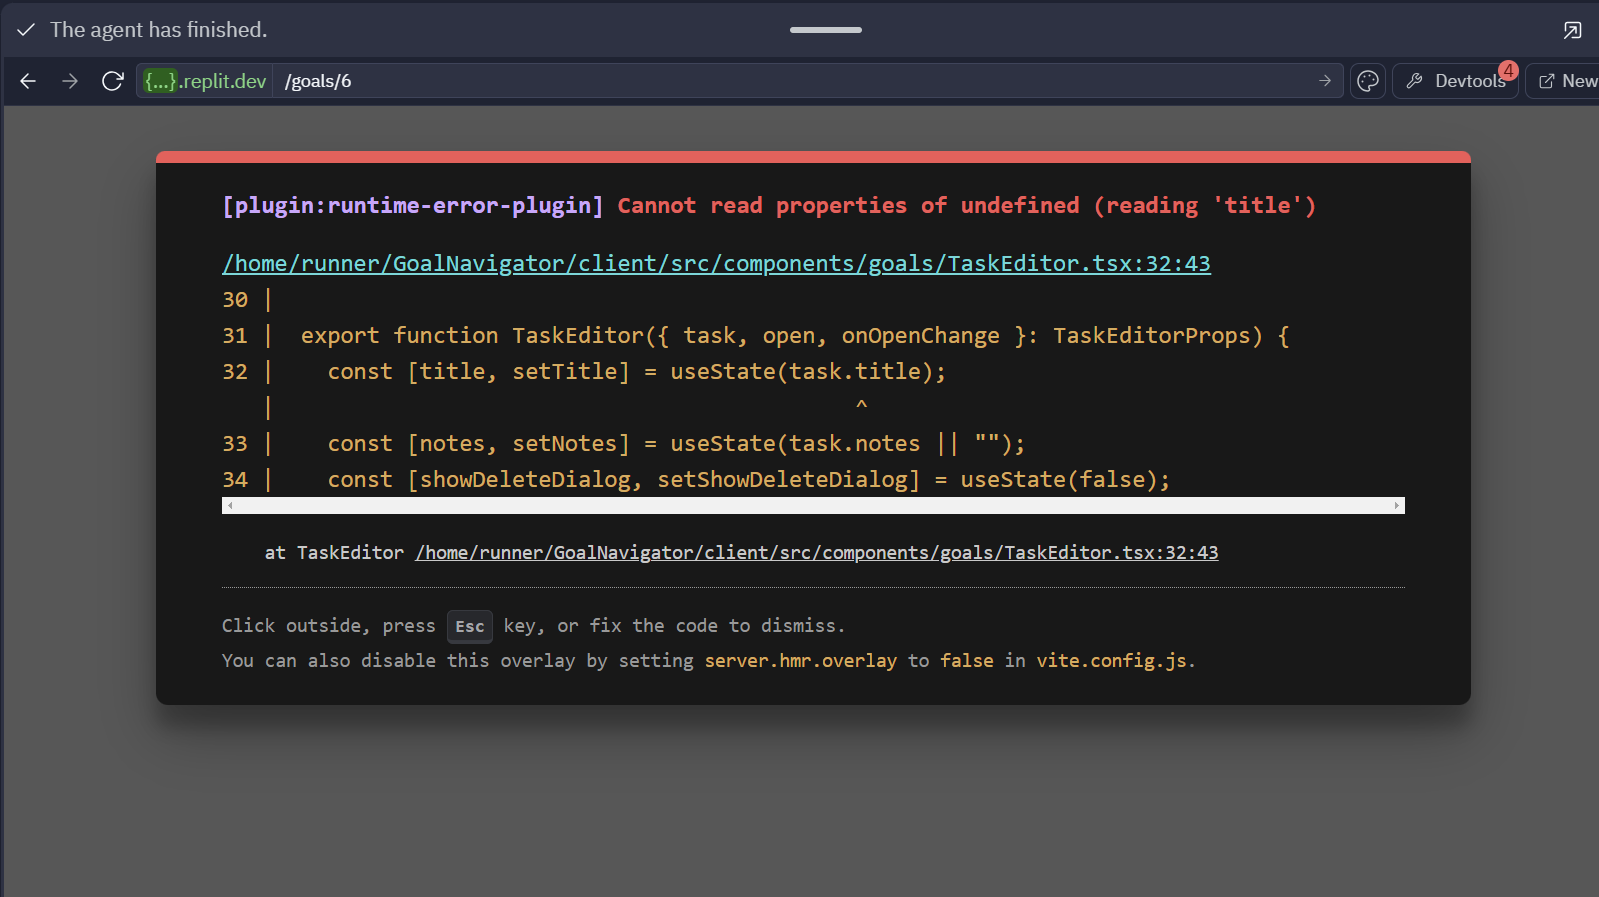 The agent has finished.
{...}.replit.dev /goals/6 Devtools 4 New
[plugin:runtime-error-plugin] Cannot read properties of undefined (reading 'title')
/home/runner/GoalNavigator/client/src/components/goals/TaskEditor.tsx:32:43
30 |
31 |  export function TaskEditor({ task, open, onOpenChange }: TaskEditorProps) {
32 |    const [title, setTitle] = useState(task.title);
   |                                            ^
33 |    const [notes, setNotes] = useState(task.notes || "");
34 |    const [showDeleteDialog, setShowDeleteDialog] = useState(false);
at TaskEditor /home/runner/GoalNavigator/client/src/components/goals/TaskEditor.tsx:32:43
Click outside, press Esc key, or fix the code to dismiss.
You can also disable this overlay by setting server.hmr.overlay to false in vite.config.js.